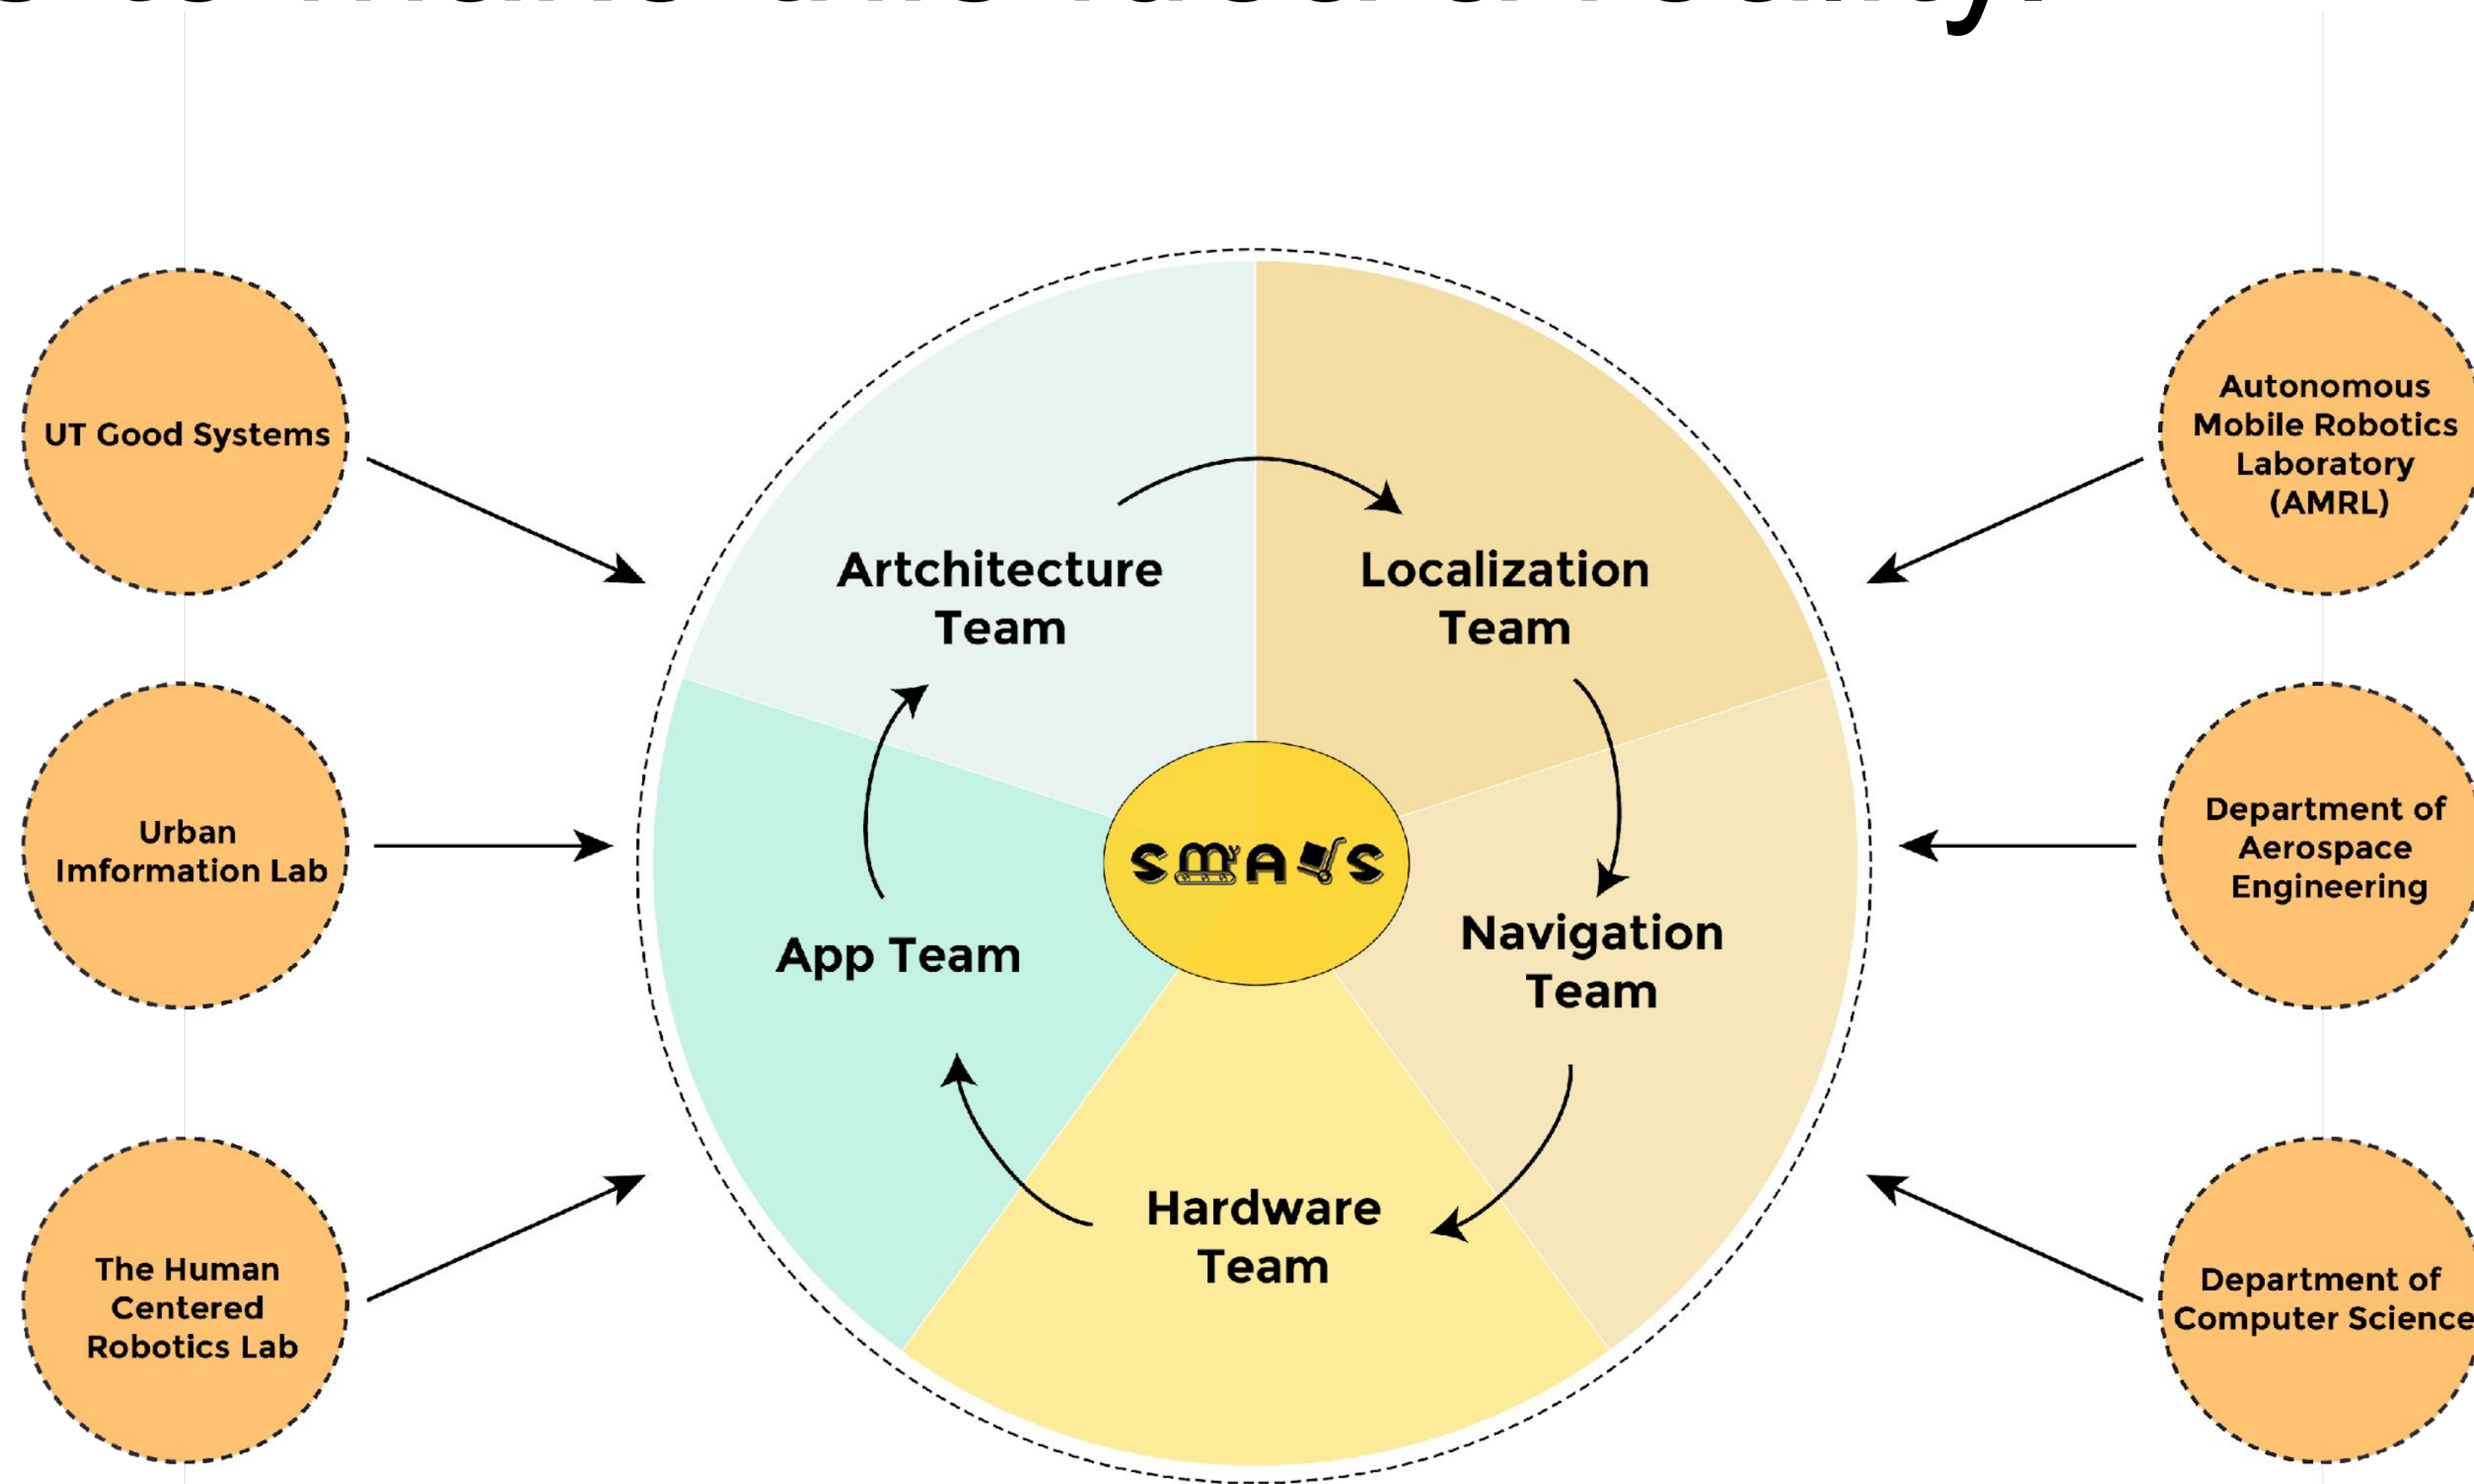 UT Good Systems
Urban
Imformation Lab
The Human
Centered
Robotics Lab
Artchitecture
Team
Localization
Team
App Team
Navigation
Team
Hardware
Team
Autonomous
Mobile Robotics
Laboratory
(AMRL)
Department of
Aerospace
Engineering
Department of
Computer Science